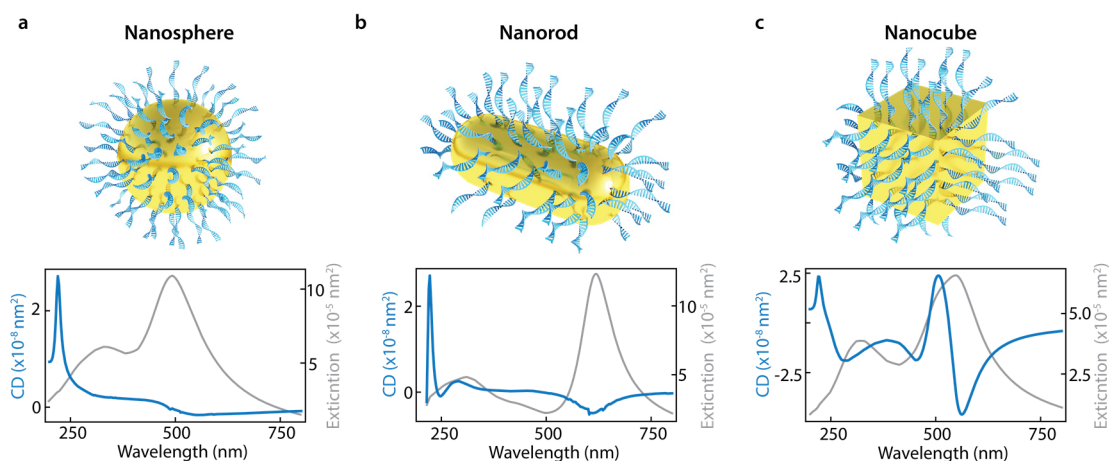 a
Nanosphere
CD (x10-8 nm2)
2
0
10
5
Exticntion (x10-5 nm2)
250
500
750
Wavelength (nm)
b
Nanorod
CD (x10-8 nm2)
2
0
10
5
Exticntion (x10-5 nm2)
250
500
750
Wavelength (nm)
c
Nanocube
CD (x10-8 nm2)
2.5
-2.5
5.0
2.5
Exticntion (x10-5 nm2)
250
500
750
Wavelength (nm)